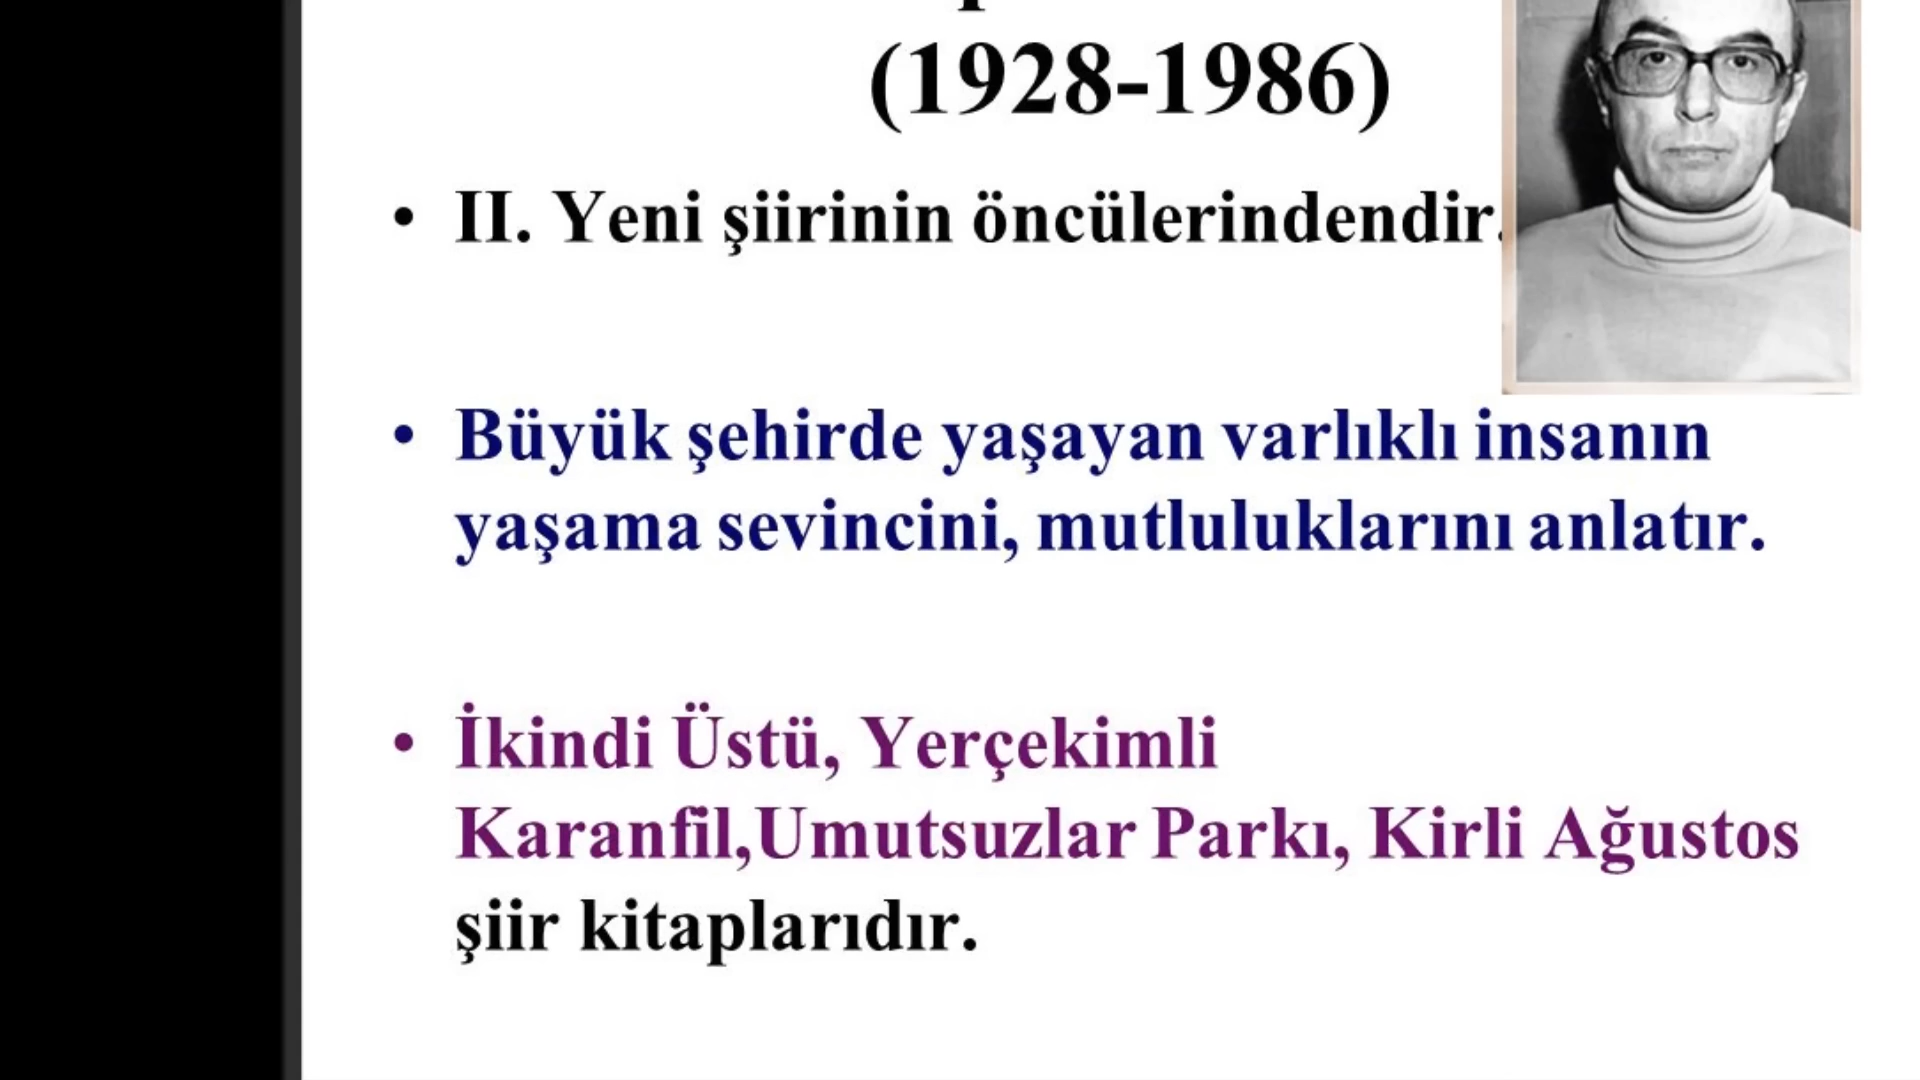 (1928-1986)
• II. Yeni şiirinin öncülerindendir.
• Büyük şehirde yaşayan varlıklı insanın
yaşama sevincini, mutluluklarını anlatır.
• İkindi Üstü, Yerçekimli
Karanfil,Umutsuzlar Parkı, Kirli Ağustos
şiir kitaplarıdır.